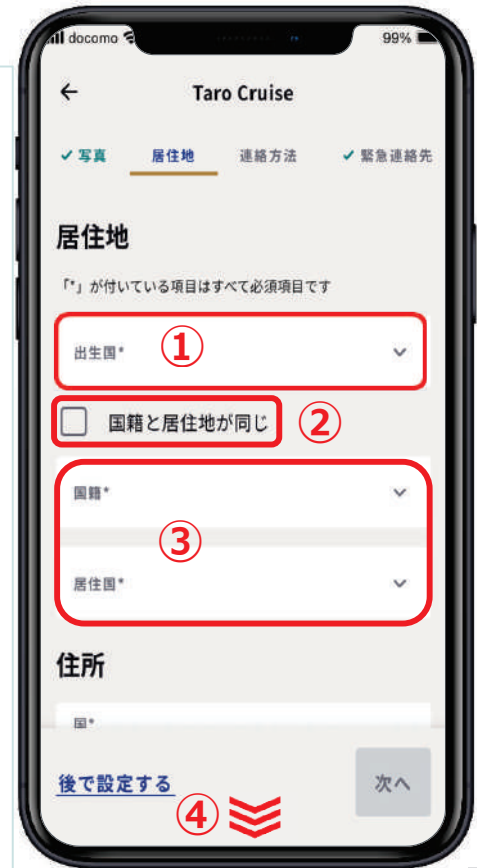 docomo 99%
← Taro Cruise
✓ 写真 居住地 連絡方法 ✓ 緊急連絡先
居住地
「*」が付いている項目はすべて必須項目です
出生国* ①
国籍と居住地が同じ ②
国籍*
③
居住国*
住所
国*
後で設定する 次へ
④